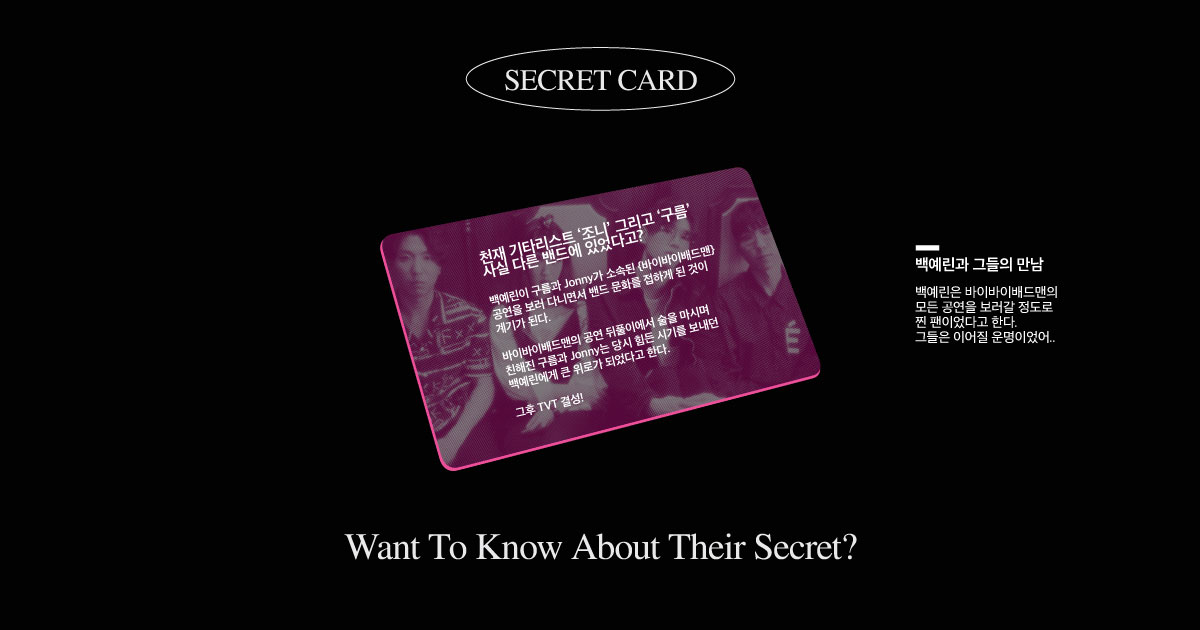 SECRET CARD
천재 기타리스트 ‘조니’ 그리고 ‘구름’
사실 다른 밴드에 있었다고?
백예린이 구름과 Jonny가 소속된 {바이바이배드맨}
공연을 보러 다니면서 밴드 문화를 접하게 된 것이
계기가 된다.
바이바이배드맨의 공연 뒤풀이에서 술을 마시며
친해진 구름과 Jonny는 당시 힘든 시기를 보내던
백예린에게 큰 위로가 되었다고 한다.
그후 TVT 결성!
백예린과 그들의 만남
백예린은 바이바이배드맨의
모든 공연을 보러갈 정도로
찐 팬이었다고 한다.
그들은 이어질 운명이었어..
Want To Know About Their Secret?